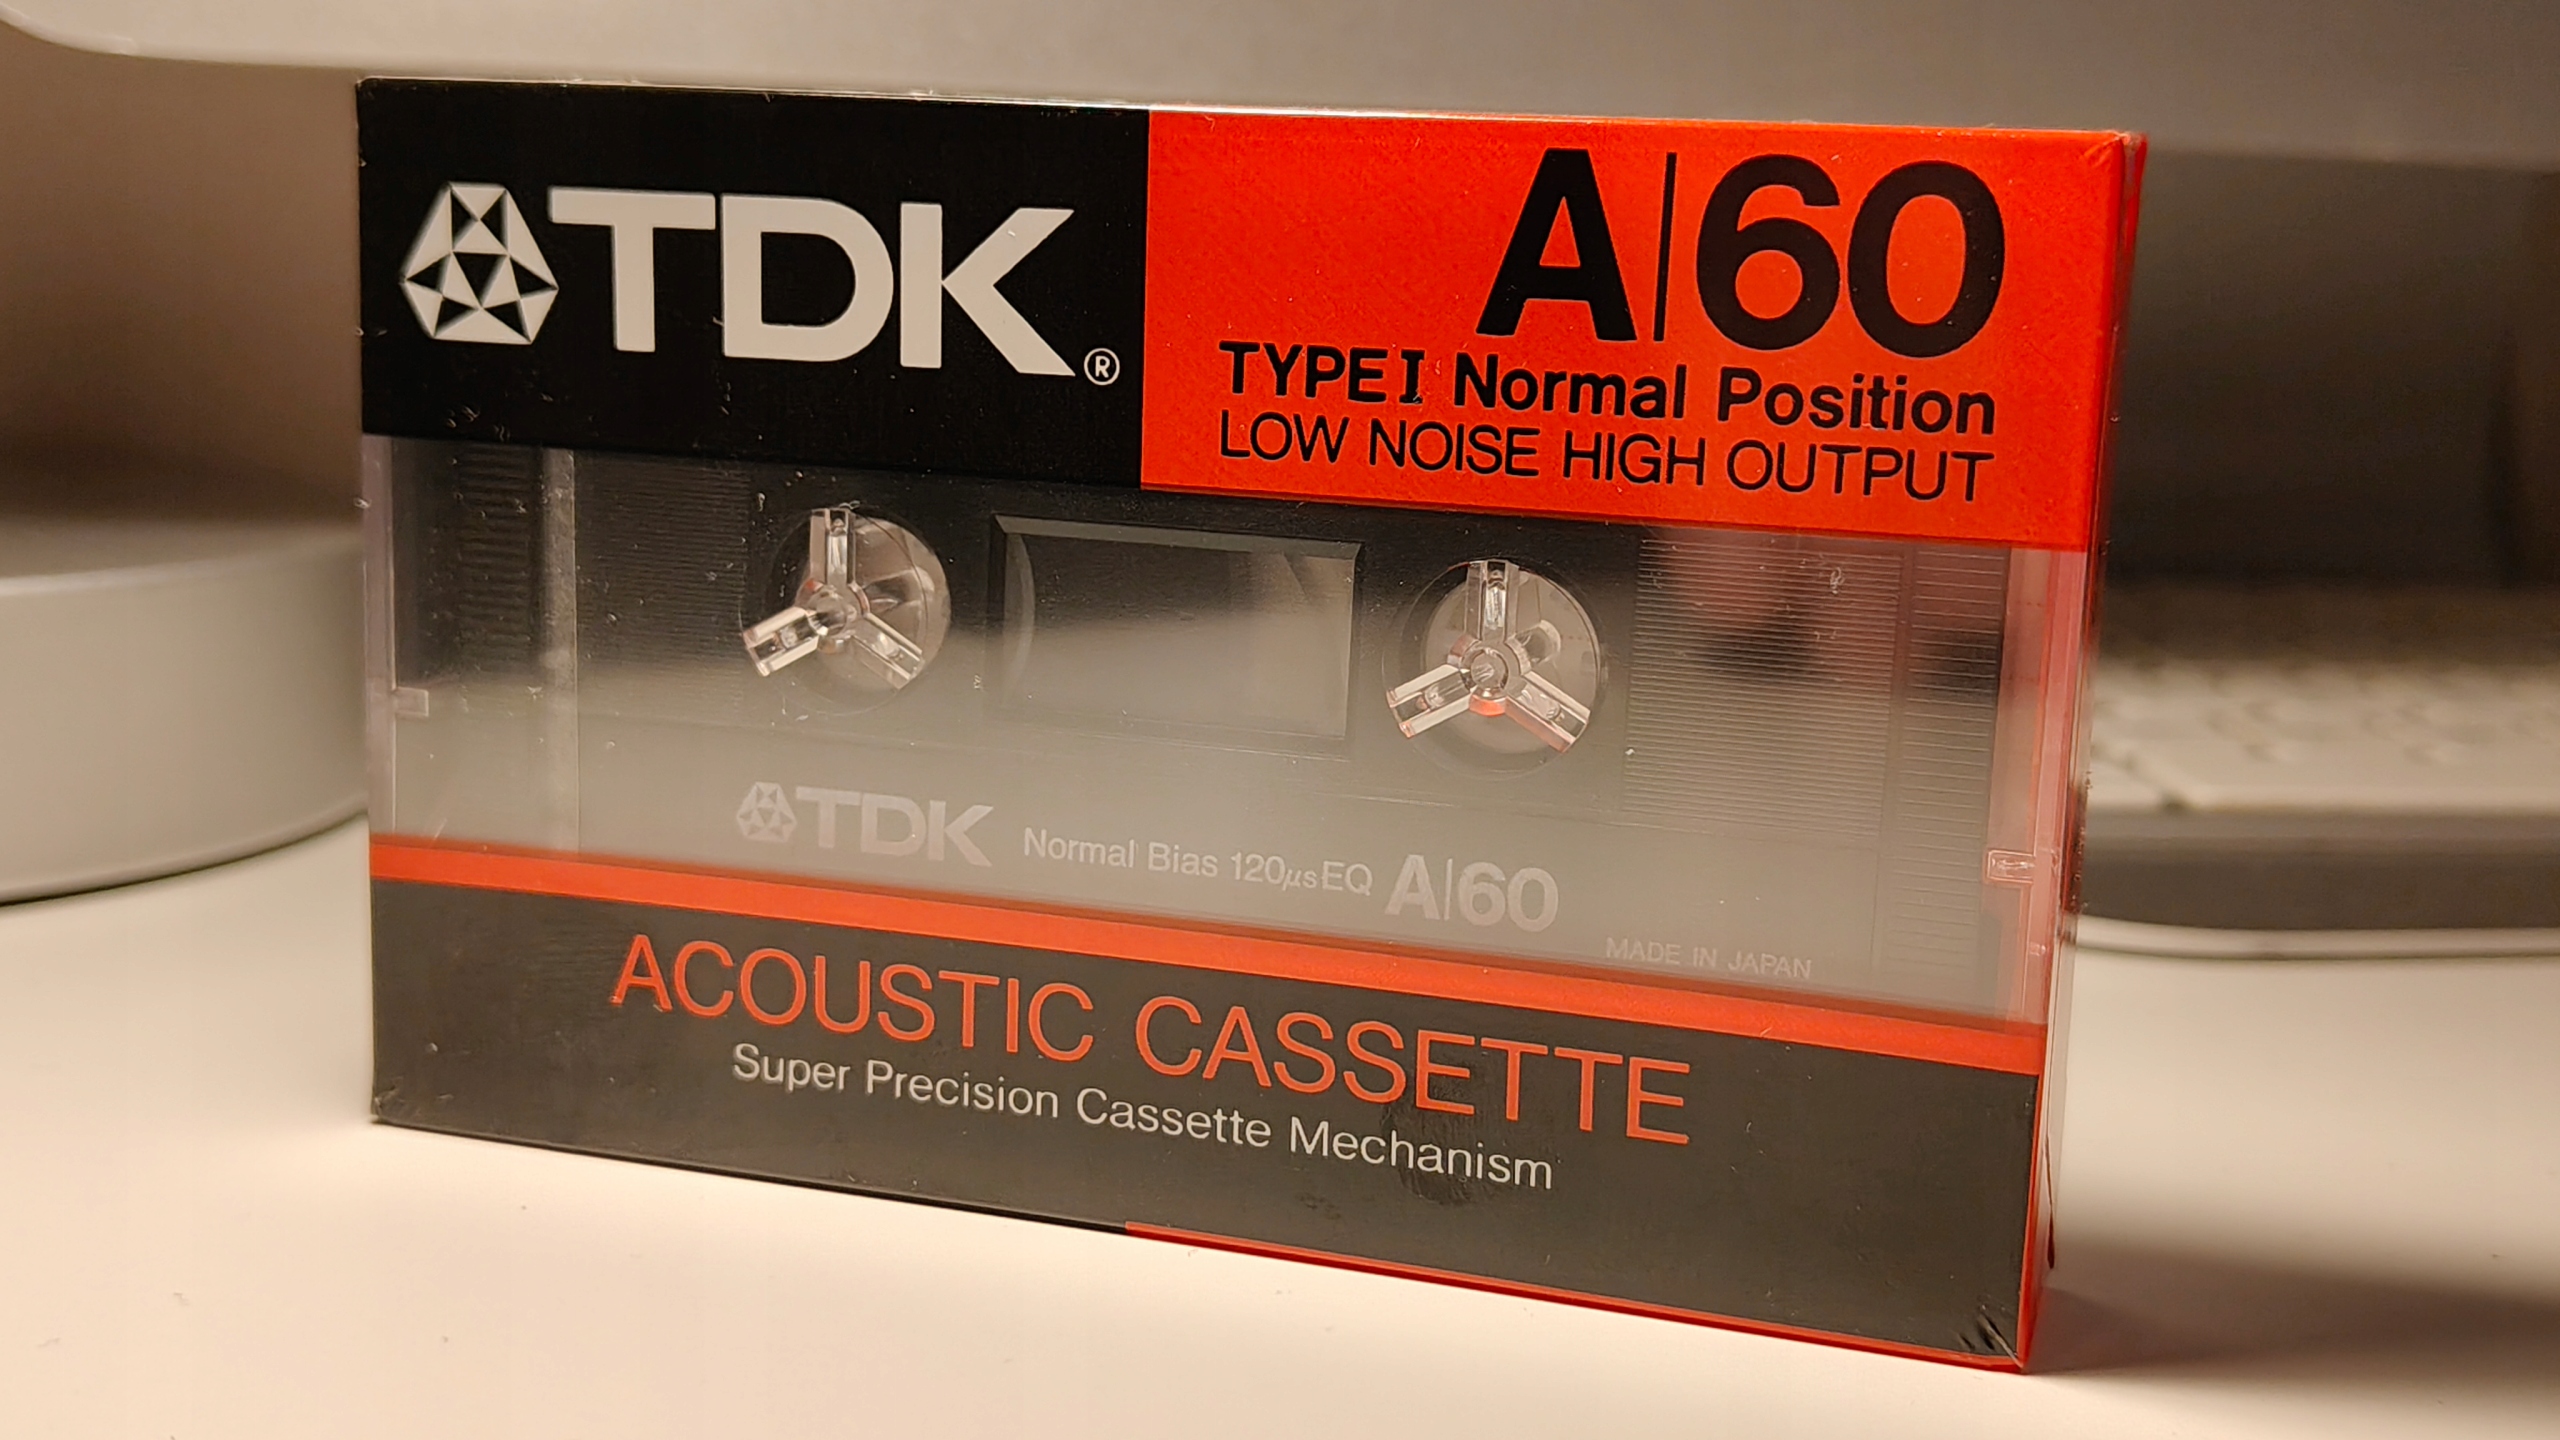 TDK®
A|60
TYPE I Normal Position
LOW NOISE HIGH OUTPUT
TDK Normal Bias 120μs EQ A|60
MADE IN JAPAN
ACOUSTIC CASSETTE
Super Precision Cassette Mechanism